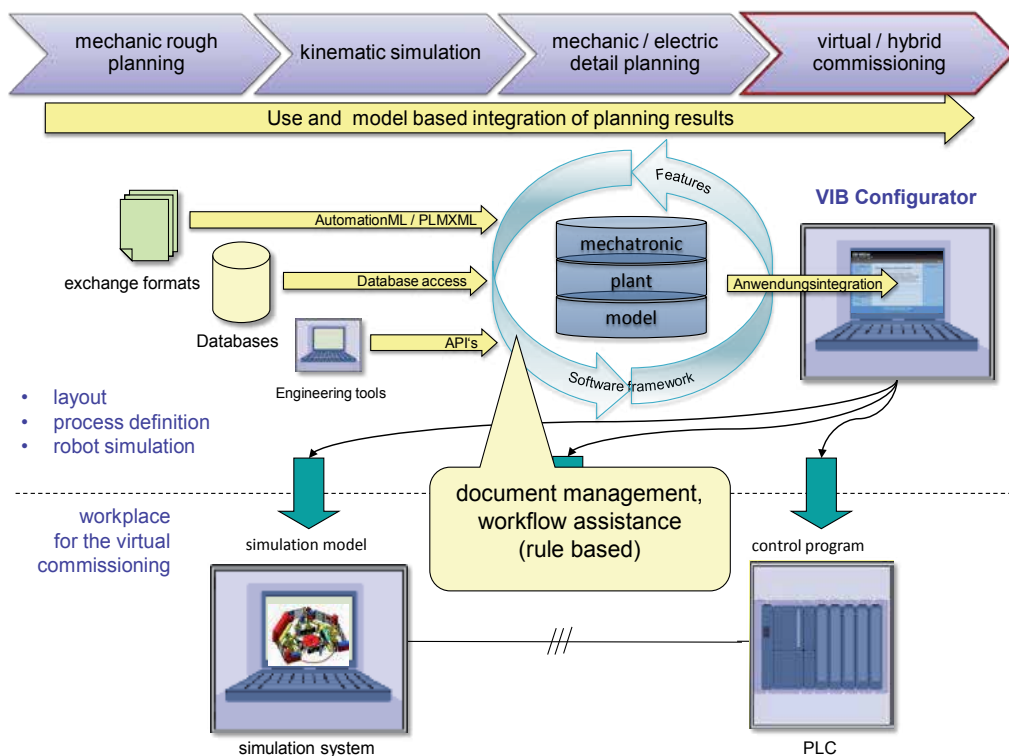 mechanic rough
planning
kinematic simulation
mechanic / electric
detail planning
virtual / hybrid
commissioning
Use and model based integration of planning results
Features
VIB Configurator
AutomationML / PLMXML
mechatronic
exchange formats
Database access
plant
Anwendungsintegration
model
Databases
API's
Engineering tools
Software framework
• layout
• process definition
• robot simulation
document management,
workflow assistance
(rule based)
workplace
for the virtual
commissioning
simulation model
control program
simulation system
PLC